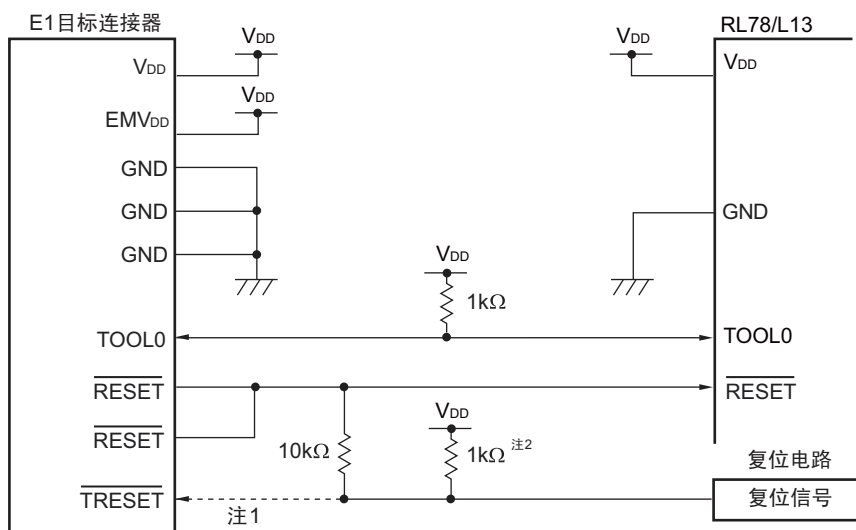 E1目标连接器
RL78/L13
VDD
VDD
VDD
VDD
VDD
EMVDD
GND
GND
GND
GND
VDD
1kΩ
TOOL0
TOOL0
RESET
RESET
RESET
VDD
10kΩ
1kΩ 注2
复位电路
TRESET
注1
复位信号